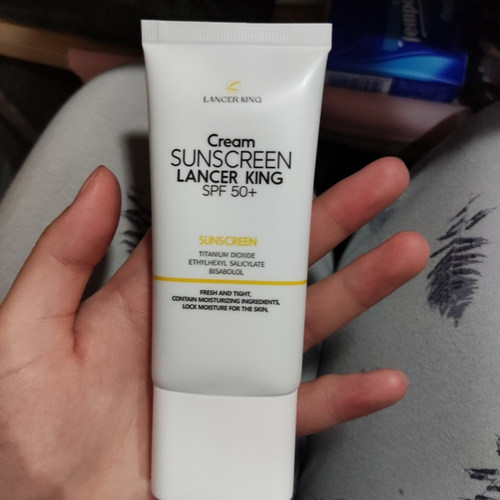 LANCER KING
Cream
SUNSCREEN
LANCER KING
SPF 50+
SUNSCREEN
TITANIUM DIOXIDE
ETHYLHEXYL SALICYLATE
BISABOLOL
FRESH AND TIGHT,
CONTAIN MOISTURIZING INGREDIENTS,
LOCK MOISTURE FOR THE SKIN,
Tempo